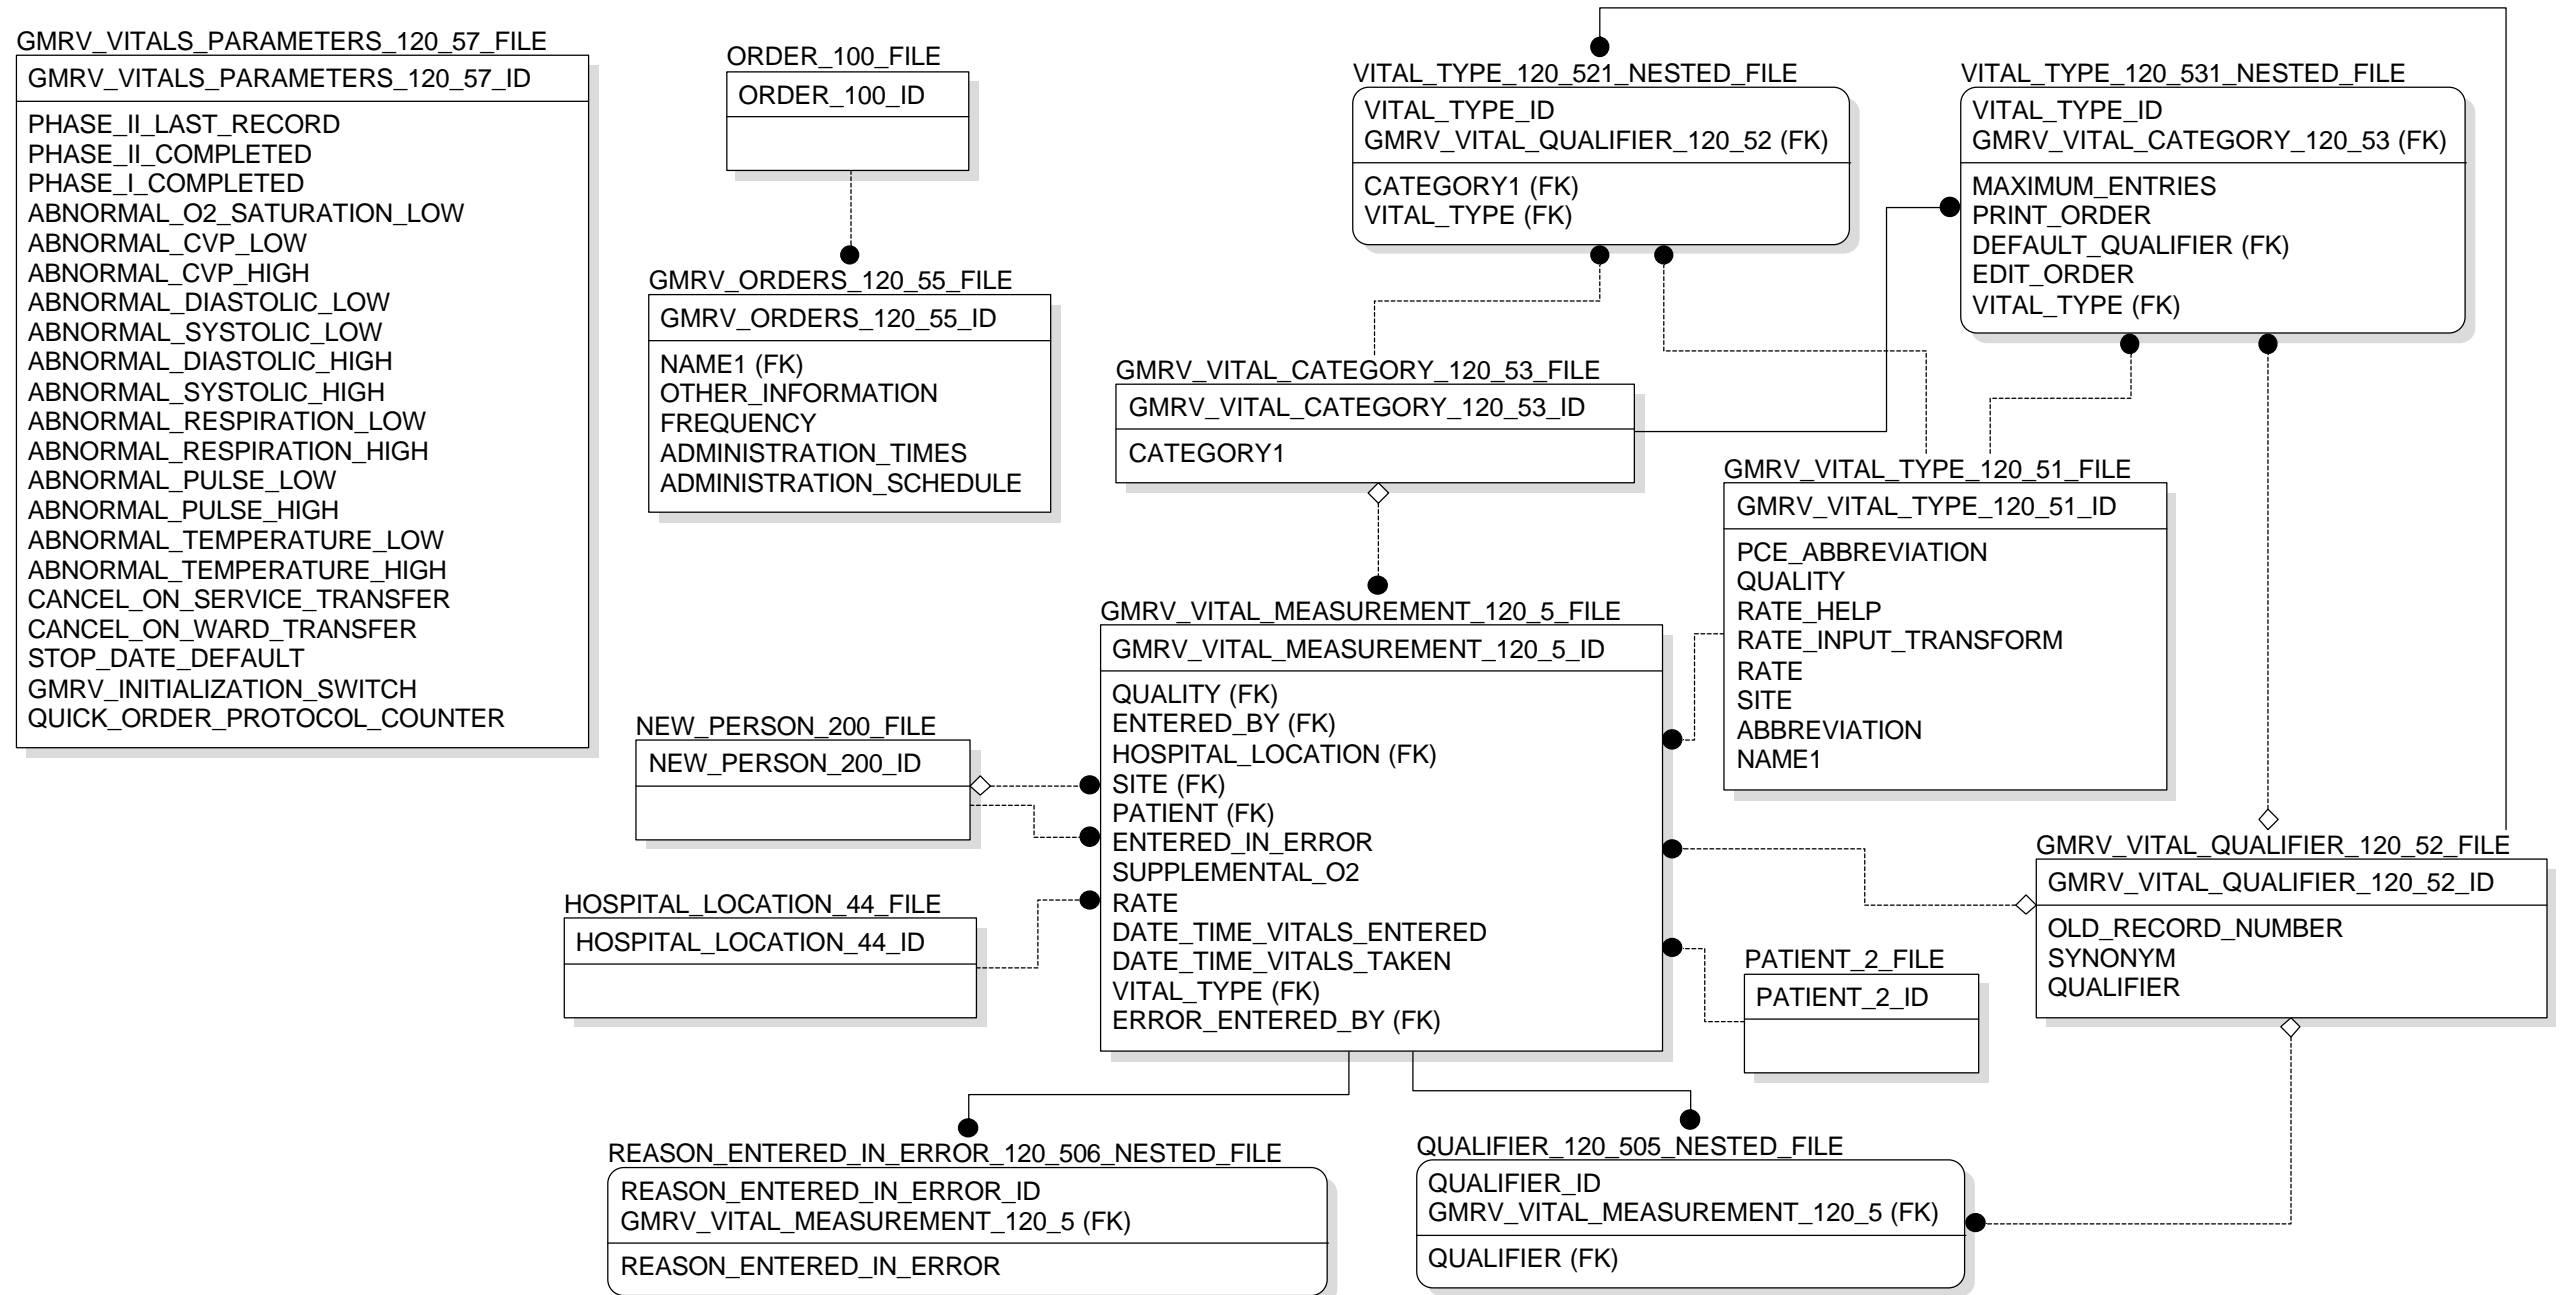 GMRV_VITALS_PARAMETERS_120_57_FILE
GMRV_VITALS_PARAMETERS_120_57_ID
PHASE_II_LAST_RECORD
PHASE_II_COMPLETED
PHASE_I_COMPLETED
ABNORMAL_O2_SATURATION_LOW
ABNORMAL_CVP_LOW
ABNORMAL_CVP_HIGH
ABNORMAL_DIASTOLIC_LOW
ABNORMAL_SYSTOLIC_LOW
ABNORMAL_DIASTOLIC_HIGH
ABNORMAL_SYSTOLIC_HIGH
ABNORMAL_RESPIRATION_LOW
ABNORMAL_RESPIRATION_HIGH
ABNORMAL_PULSE_LOW
ABNORMAL_PULSE_HIGH
ABNORMAL_TEMPERATURE_LOW
ABNORMAL_TEMPERATURE_HIGH
CANCEL_ON_SERVICE_TRANSFER
CANCEL_ON_WARD_TRANSFER
STOP_DATE_DEFAULT
GMRV_INITIALIZATION_SWITCH
QUICK_ORDER_PROTOCOL_COUNTER
ORDER_100_FILE
ORDER_100_ID
GMRV_ORDERS_120_55_FILE
GMRV_ORDERS_120_55_ID
NAME1 (FK)
OTHER_INFORMATION
FREQUENCY
ADMINISTRATION_TIMES
ADMINISTRATION_SCHEDULE
VITAL_TYPE_120_521_NESTED_FILE
VITAL_TYPE_ID
GMRV_VITAL_QUALIFIER_120_52 (FK)
CATEGORY1 (FK)
VITAL_TYPE (FK)
VITAL_TYPE_120_531_NESTED_FILE
VITAL_TYPE_ID
GMRV_VITAL_CATEGORY_120_53 (FK)
MAXIMUM_ENTRIES
PRINT_ORDER
DEFAULT_QUALIFIER (FK)
EDIT_ORDER
VITAL_TYPE (FK)
GMRV_VITAL_CATEGORY_120_53_FILE
GMRV_VITAL_CATEGORY_120_53_ID
CATEGORY1
GMRV_VITAL_TYPE_120_51_FILE
GMRV_VITAL_TYPE_120_51_ID
PCE_ABBREVIATION
QUALITY
RATE_HELP
RATE_INPUT_TRANSFORM
RATE
SITE
ABBREVIATION
NAME1
GMRV_VITAL_MEASUREMENT_120_5_FILE
GMRV_VITAL_MEASUREMENT_120_5_ID
QUALITY (FK)
ENTERED_BY (FK)
HOSPITAL_LOCATION (FK)
SITE (FK)
PATIENT (FK)
ENTERED_IN_ERROR
SUPPLEMENTAL_O2
RATE
DATE_TIME_VITALS_ENTERED
DATE_TIME_VITALS_TAKEN
VITAL_TYPE (FK)
ERROR_ENTERED_BY (FK)
NEW_PERSON_200_FILE
NEW_PERSON_200_ID
HOSPITAL_LOCATION_44_FILE
HOSPITAL_LOCATION_44_ID
GMRV_VITAL_QUALIFIER_120_52_FILE
GMRV_VITAL_QUALIFIER_120_52_ID
OLD_RECORD_NUMBER
SYNONYM
QUALIFIER
PATIENT_2_FILE
PATIENT_2_ID
REASON_ENTERED_IN_ERROR_120_506_NESTED_FILE
REASON_ENTERED_IN_ERROR_ID
GMRV_VITAL_MEASUREMENT_120_5 (FK)
REASON_ENTERED_IN_ERROR
QUALIFIER_120_505_NESTED_FILE
QUALIFIER_ID
GMRV_VITAL_MEASUREMENT_120_5 (FK)
QUALIFIER (FK)